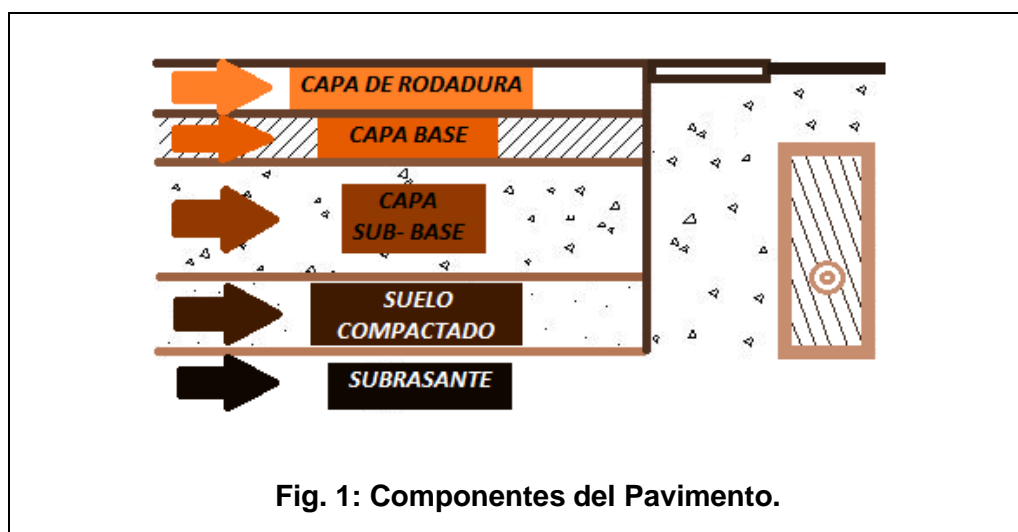 CAPA DE RODADURA
CAPA BASE
CAPA
SUB- BASE
SUELO
COMPACTADO
SUBRASANTE
Fig. 1: Componentes del Pavimento.